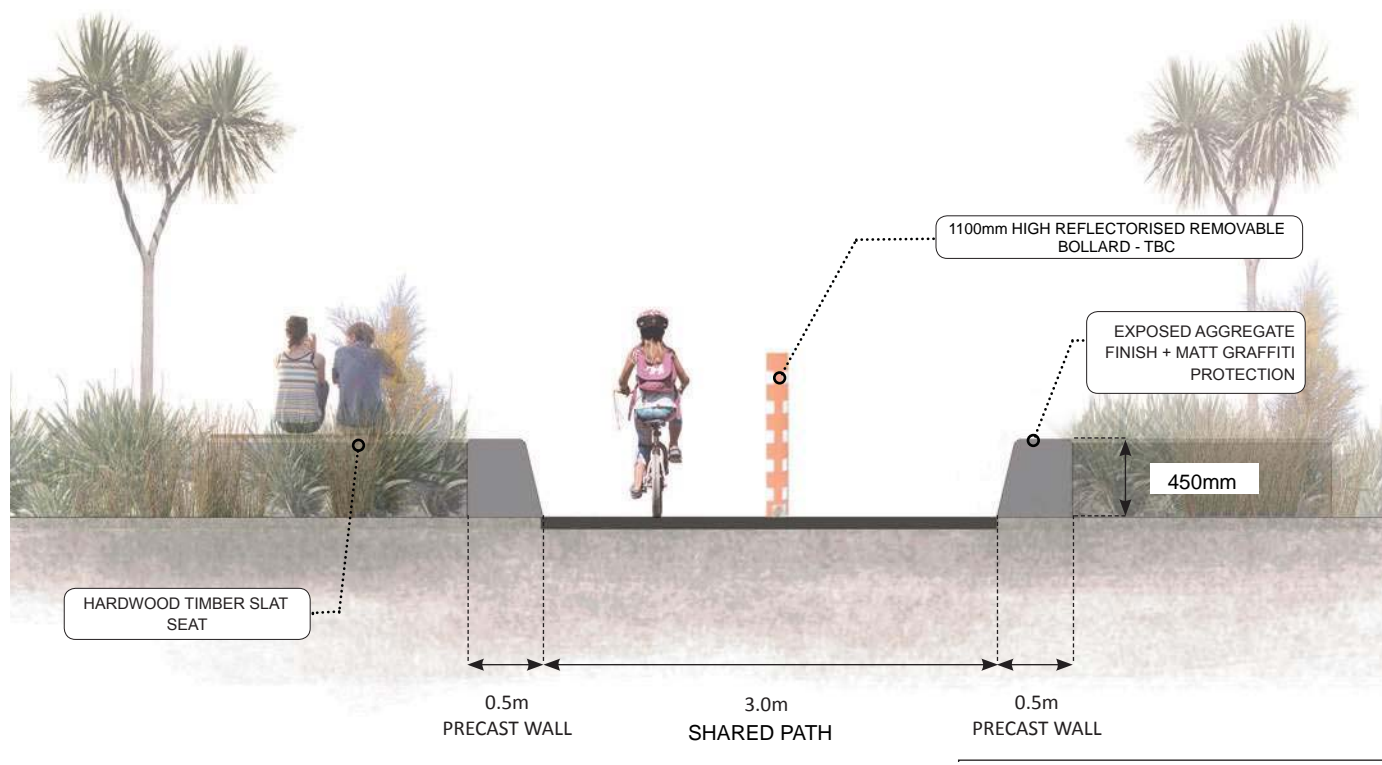 1100mm HIGH REFLECTORISED REMOVABLE
BOLLARD - TBC
EXPOSED AGGREGATE
FINISH + MATT GRAFFITI
PROTECTION
450mm
HARDWOOD TIMBER SLAT
SEAT
0.5m
PRECAST WALL
3.0m
SHARED PATH
0.5m
PRECAST WALL